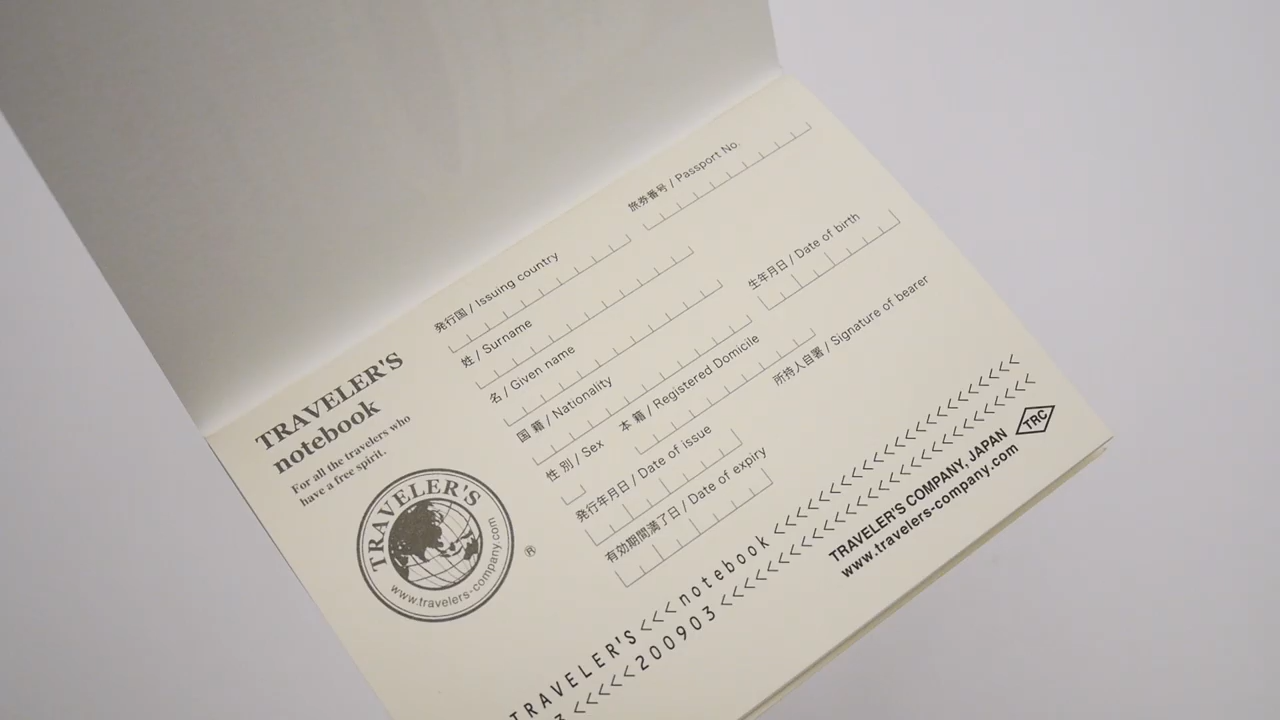 TRAVELER'S
notebook
For all the travelers who
have a free spirit.
TRAVELER'S
www.travelers-company.com
®
発行国 / Issuing country
旅券番号 / Passport No.
姓 / Surname
名 / Given name
国 籍 / Nationality
生年月日 / Date of birth
性 別 / Sex
本 籍 / Registered Domicile
発行年月日 / Date of issue
所持人自署 / Signature of bearer
有効期間満了日 / Date of expiry
TRAVELER'S<<<notebook<<<<<<<<<<<<<<<<<<<<
3<<<<<200903<<<<<<<<<<<<<<<<<<<<<<<<<
TRAVELER'S COMPANY, JAPAN
www.travelers-company.com
TRC